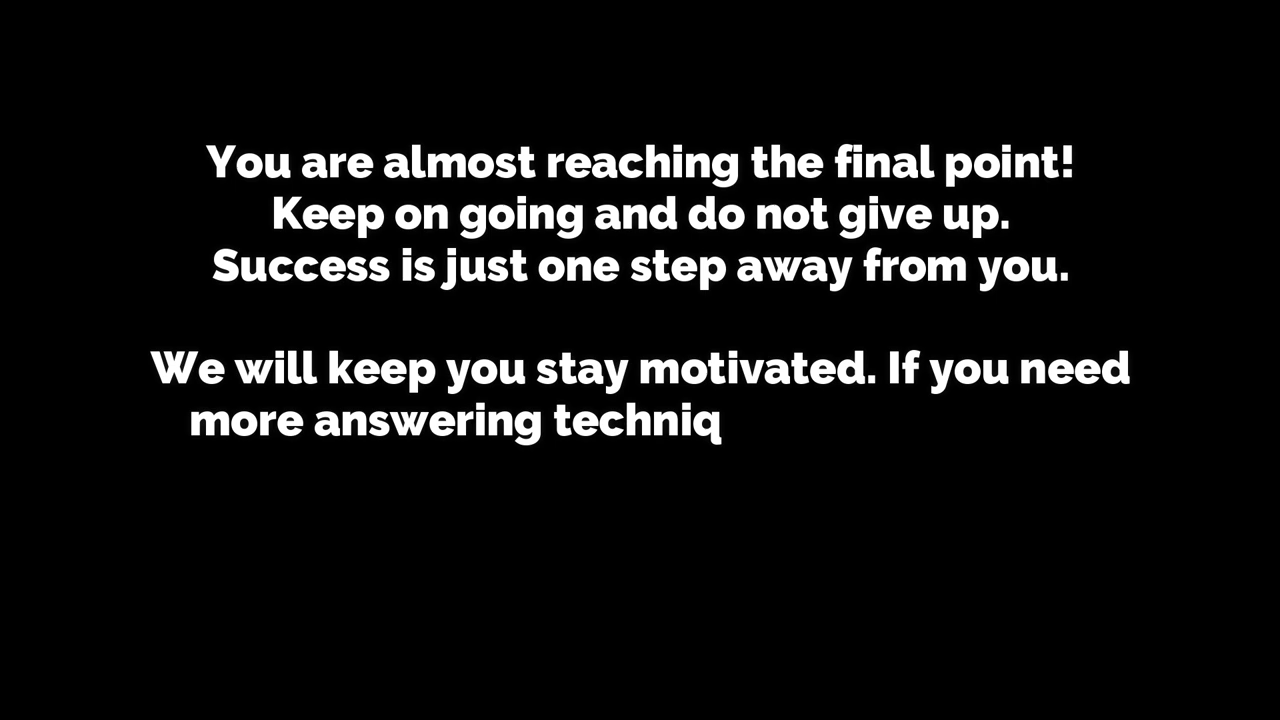 You are almost reaching the final point!
Keep on going and do not give up.
Success is just one step away from you.
We will keep you stay motivated. If you need
more answering techniq